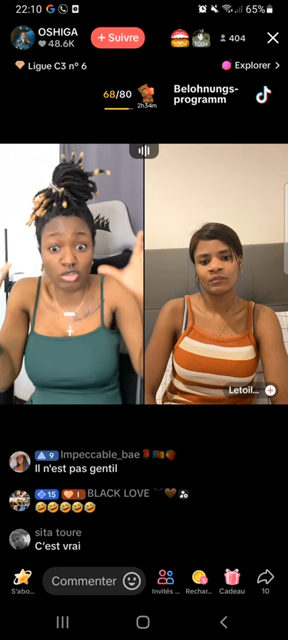 22:10
65%
OSHIGA
48.6K
+ Suivre
404
Ligue C3 n° 6
Explorer
68/80
2h34m
Belohnungs-
programm
Letoil...
9 Impeccable_bae
Il n'est pas gentil
15 1 BLACK LOVE
sita toure
C'est vrai
Commenter
S'abo...
Invités ...
Rechar...
Cadeau
10